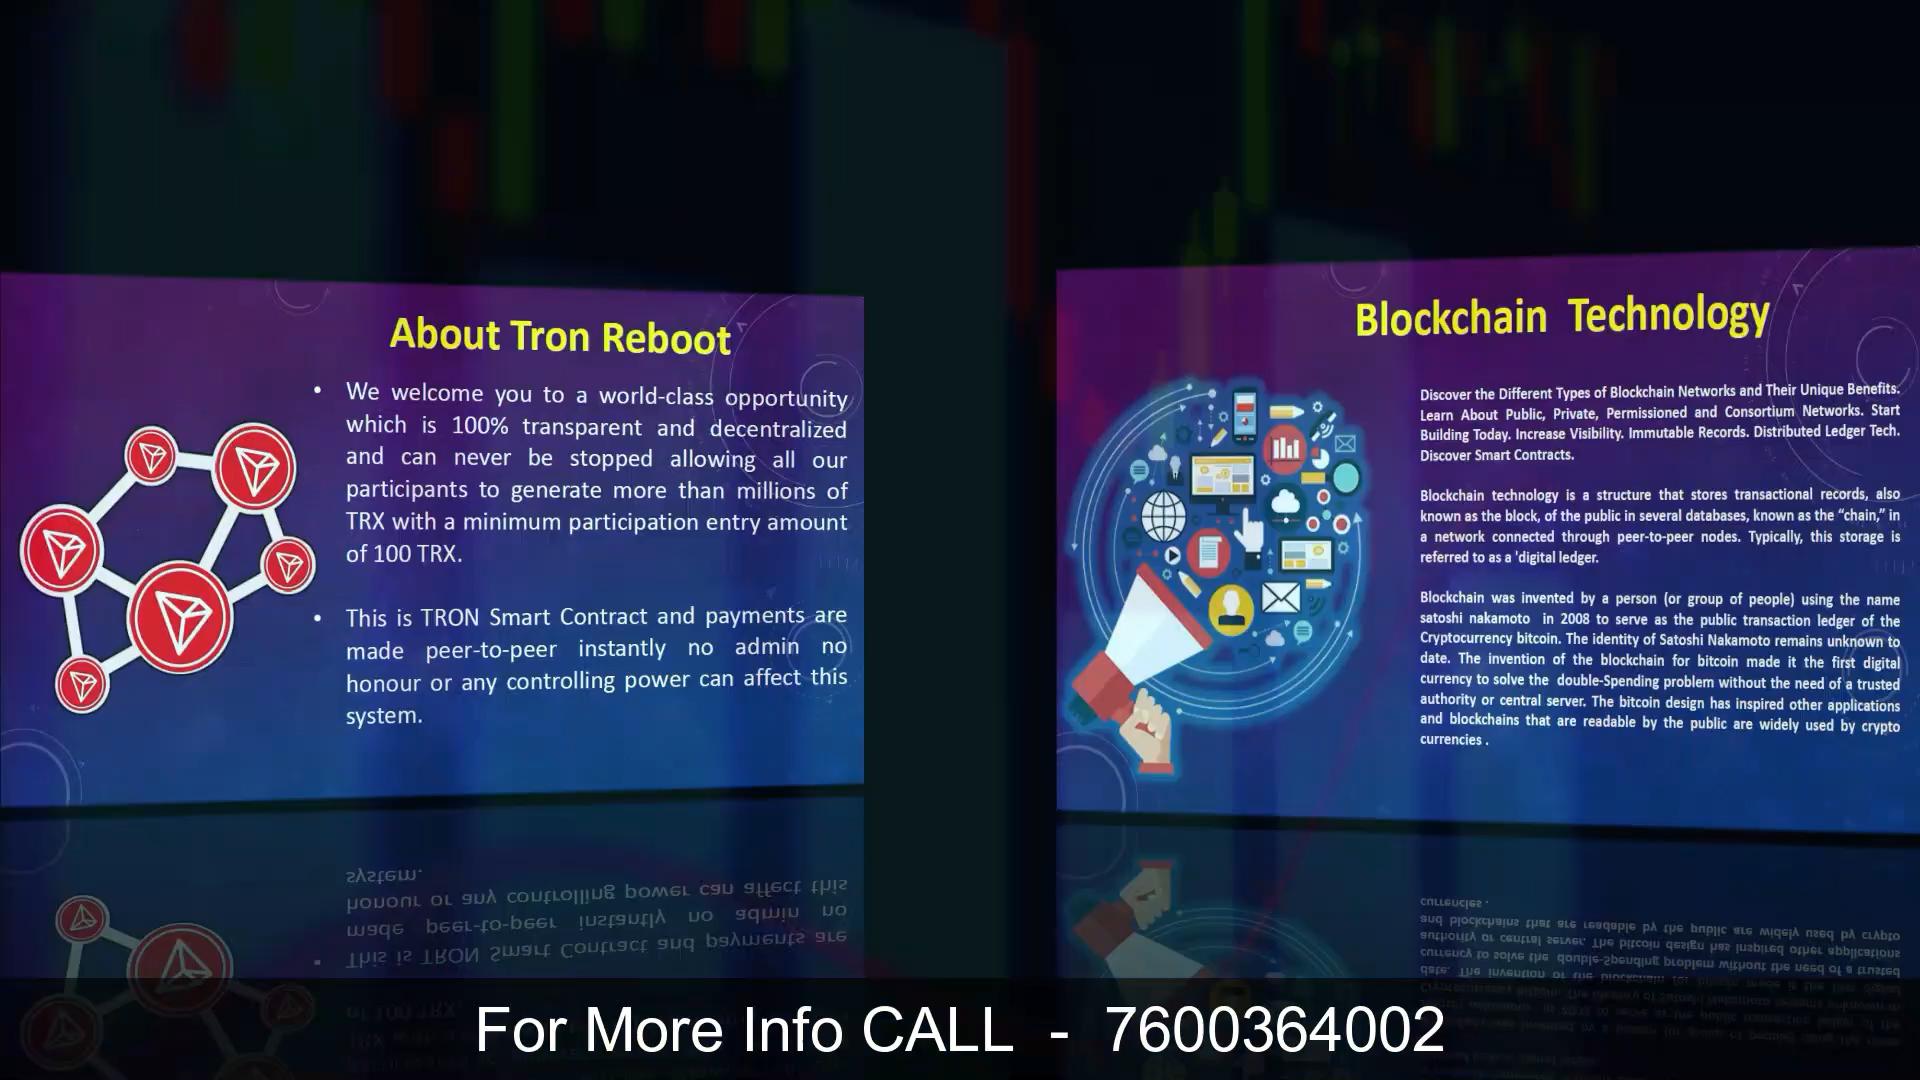 About Tron Reboot
• We welcome you to a world-class opportunity
which is 100% transparent and decentralized
and can never be stopped allowing all our
participants to generate more than millions of
TRX with a minimum participation entry amount
of 100 TRX.
• This is TRON Smart Contract and payments are
made peer-to-peer instantly no admin no
honour or any controlling power can affect this
system.
Blockchain Technology
Discover the Different Types of Blockchain Networks and Their Unique Benefits.
Learn About Public, Private, Permissioned and Consortium Networks. Start
Building Today. Increase Visibility. Immutable Records. Distributed Ledger Tech.
Discover Smart Contracts.
Blockchain technology is a structure that stores transactional records, also
known as the block, of the public in several databases, known as the “chain,” in
a network connected through peer-to-peer nodes. Typically, this storage is
referred to as a 'digital ledger.
Blockchain was invented by a person (or group of people) using the name
satoshi nakamoto in 2008 to serve as the public transaction ledger of the
Cryptocurrency bitcoin. The identity of Satoshi Nakamoto remains unknown to
date. The invention of the blockchain for bitcoin made it the first digital
currency to solve the double-Spending problem without the need of a trusted
authority or central server. The bitcoin design has inspired other applications
and blockchains that are readable by the public are widely used by crypto
currencies .
For More Info CALL - 7600364002